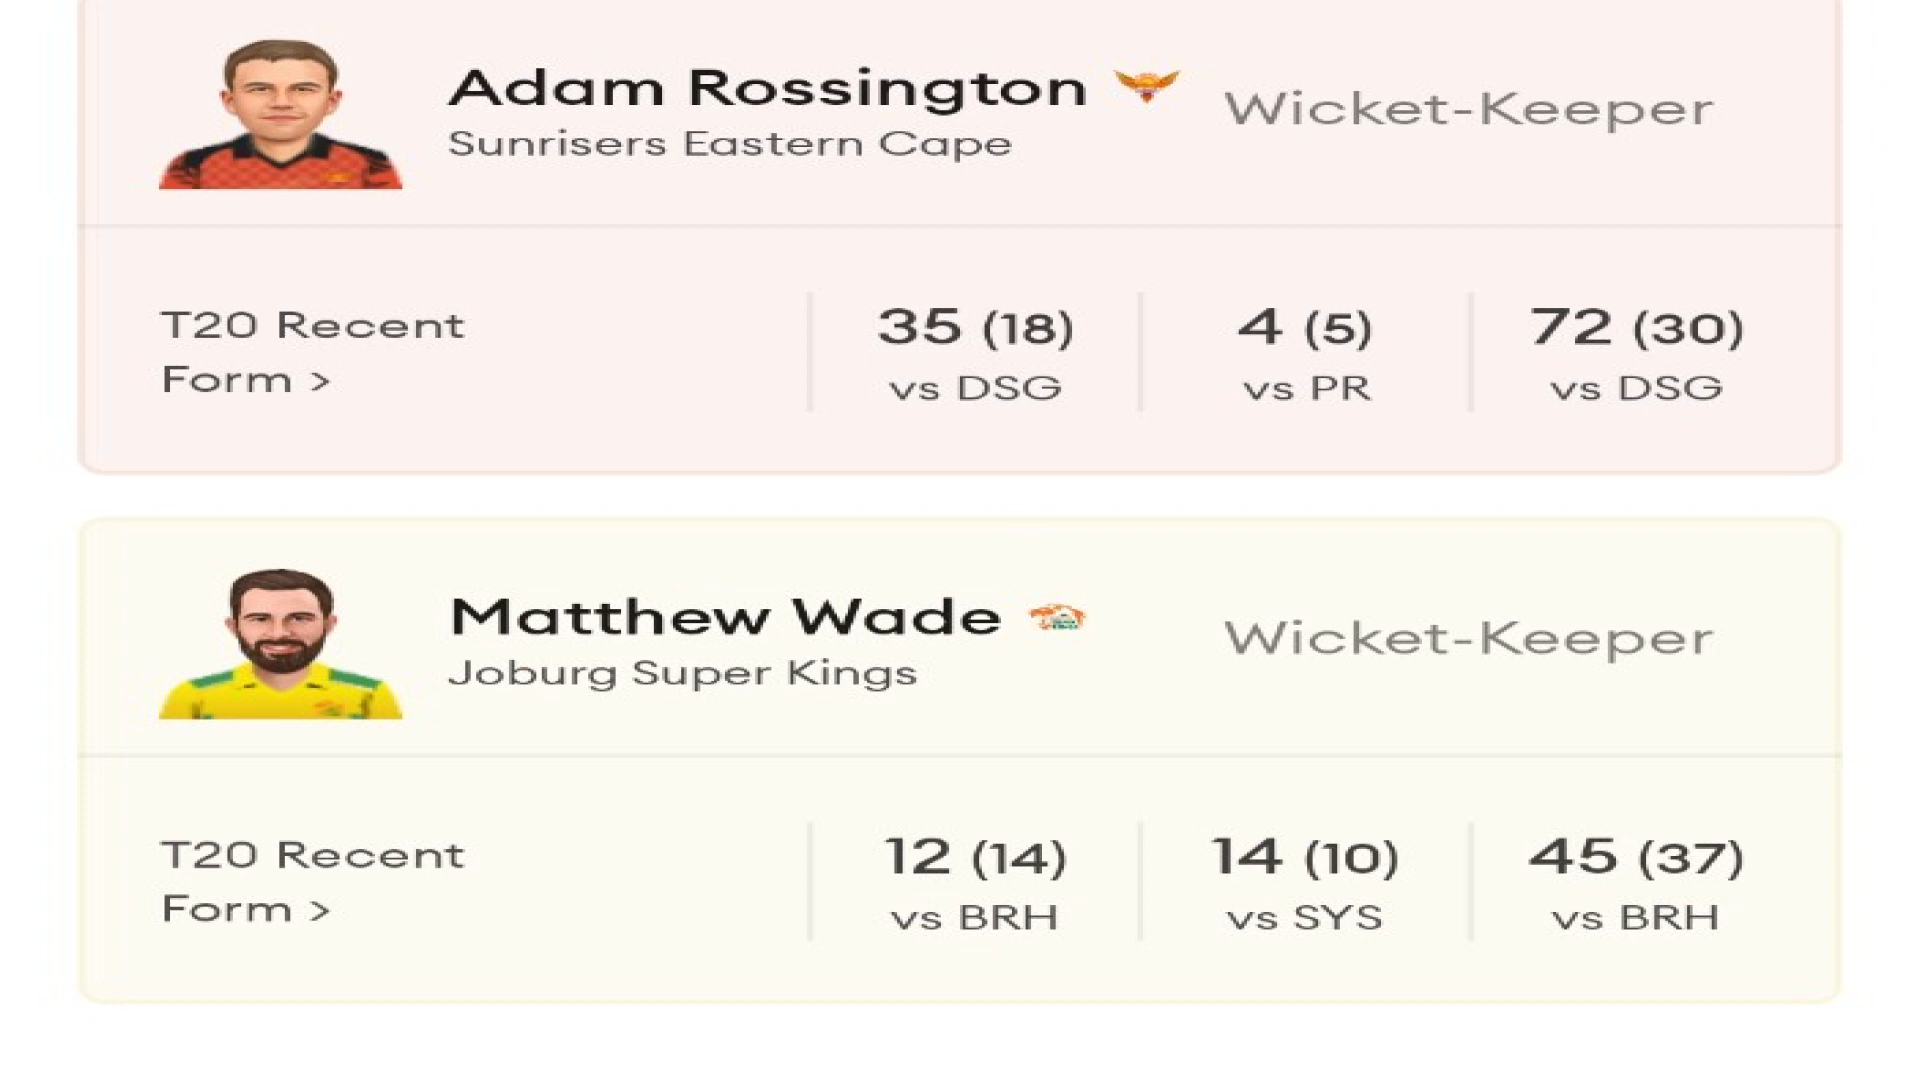 Adam Rossington
Wicket-Keeper
Sunrisers Eastern Cape
T20 Recent
Form >
35 (18)
vs DSG
4 (5)
vs PR
72 (30)
vs DSG
Matthew Wade
Wicket-Keeper
Joburg Super Kings
T20 Recent
Form >
12 (14)
vs BRH
14 (10)
vs SYS
45 (37)
vs BRH